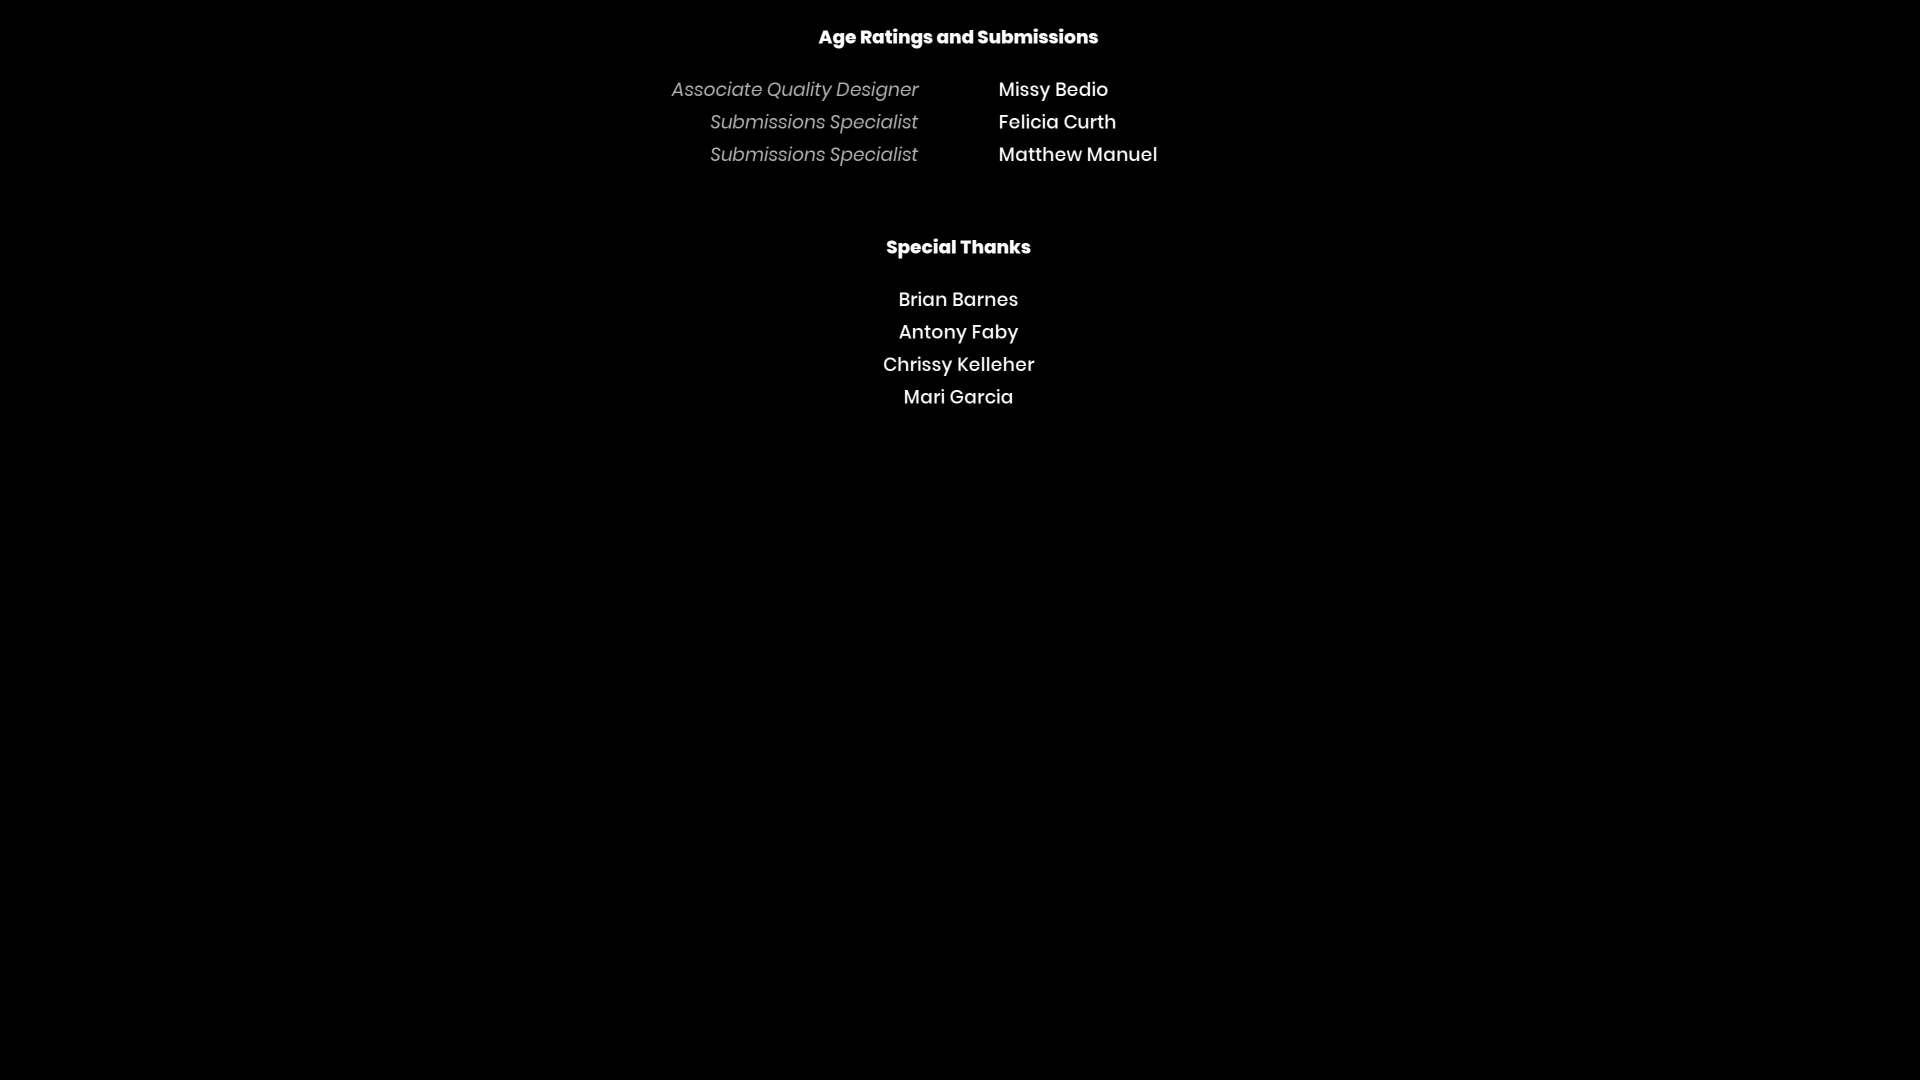 Age Ratings and Submissions
Associate Quality Designer Missy Bedio
Submissions Specialist Felicia Curth
Submissions Specialist Matthew Manuel
Special Thanks
Brian Barnes
Antony Faby
Chrissy Kelleher
Mari Garcia